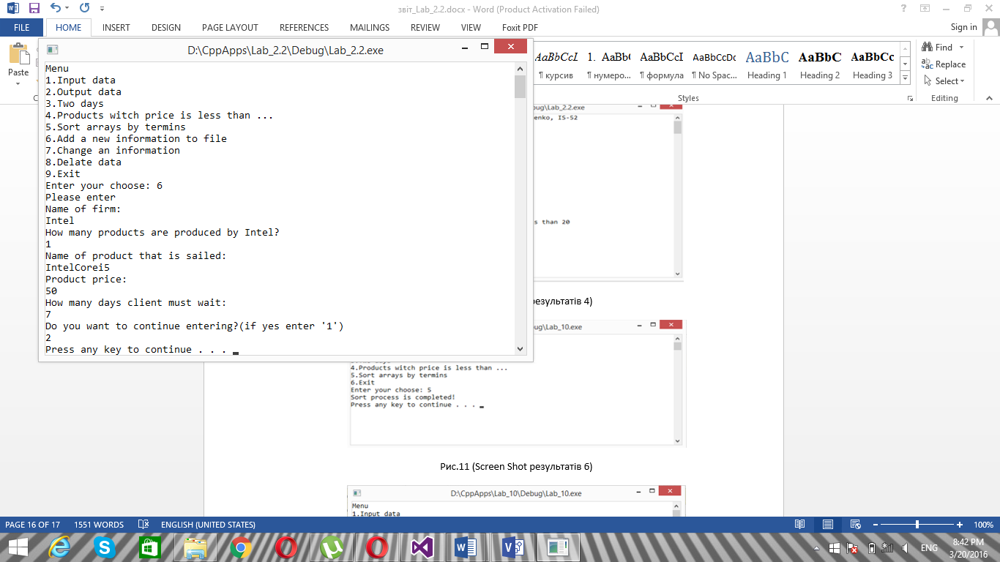 звіт_Lab_2.2.docx - Word (Product Activation Failed)
FILE HOME INSERT DESIGN PAGE LAYOUT REFERENCES MAILINGS REVIEW VIEW Foxit PDF Sign in
Paste
AaBbCcI 1. AaBb( AaBbCcI AaBbCcDc AaBbC AaBbC AaBbCc
¶ курсив ¶ нумеро... ¶ формула ¶ No Spac... Heading 1 Heading 2 Heading 3
Styles
Find
Replace
Select
Editing
D:\CppApps\Lab_2.2\Debug\Lab_2.2.exe
Menu
1.Input data
2.Output data
3.Two days
4.Products witch price is less than ...
5.Sort arrays by termins
6.Add a new information to file
7.Change an information
8.Delate data
9.Exit
Enter your choose: 6
Please enter
Name of firm:
Intel
How many products are produced by Intel?
1
Name of product that is sailed:
IntelCorei5
Product price:
50
How many days client must wait:
7
Do you want to continue entering?(if yes enter '1')
2
Press any key to continue . . .
ug\Lab_2.2.exe
enko, IS-52
s than 20
результатів 4)
ug\Lab_10.exe
4.Products witch price is less than ...
5.Sort arrays by termins
6.Exit
Enter your choose: 5
Sort process is completed!
Press any key to continue . . .
Рис.11 (Screen Shot результатів 6)
D:\CppApps\Lab_10\Debug\Lab_10.exe
Menu
1.Input data
PAGE 16 OF 17 1551 WORDS ENGLISH (UNITED STATES) 100%
ENG
8:42 PM
3/20/2016